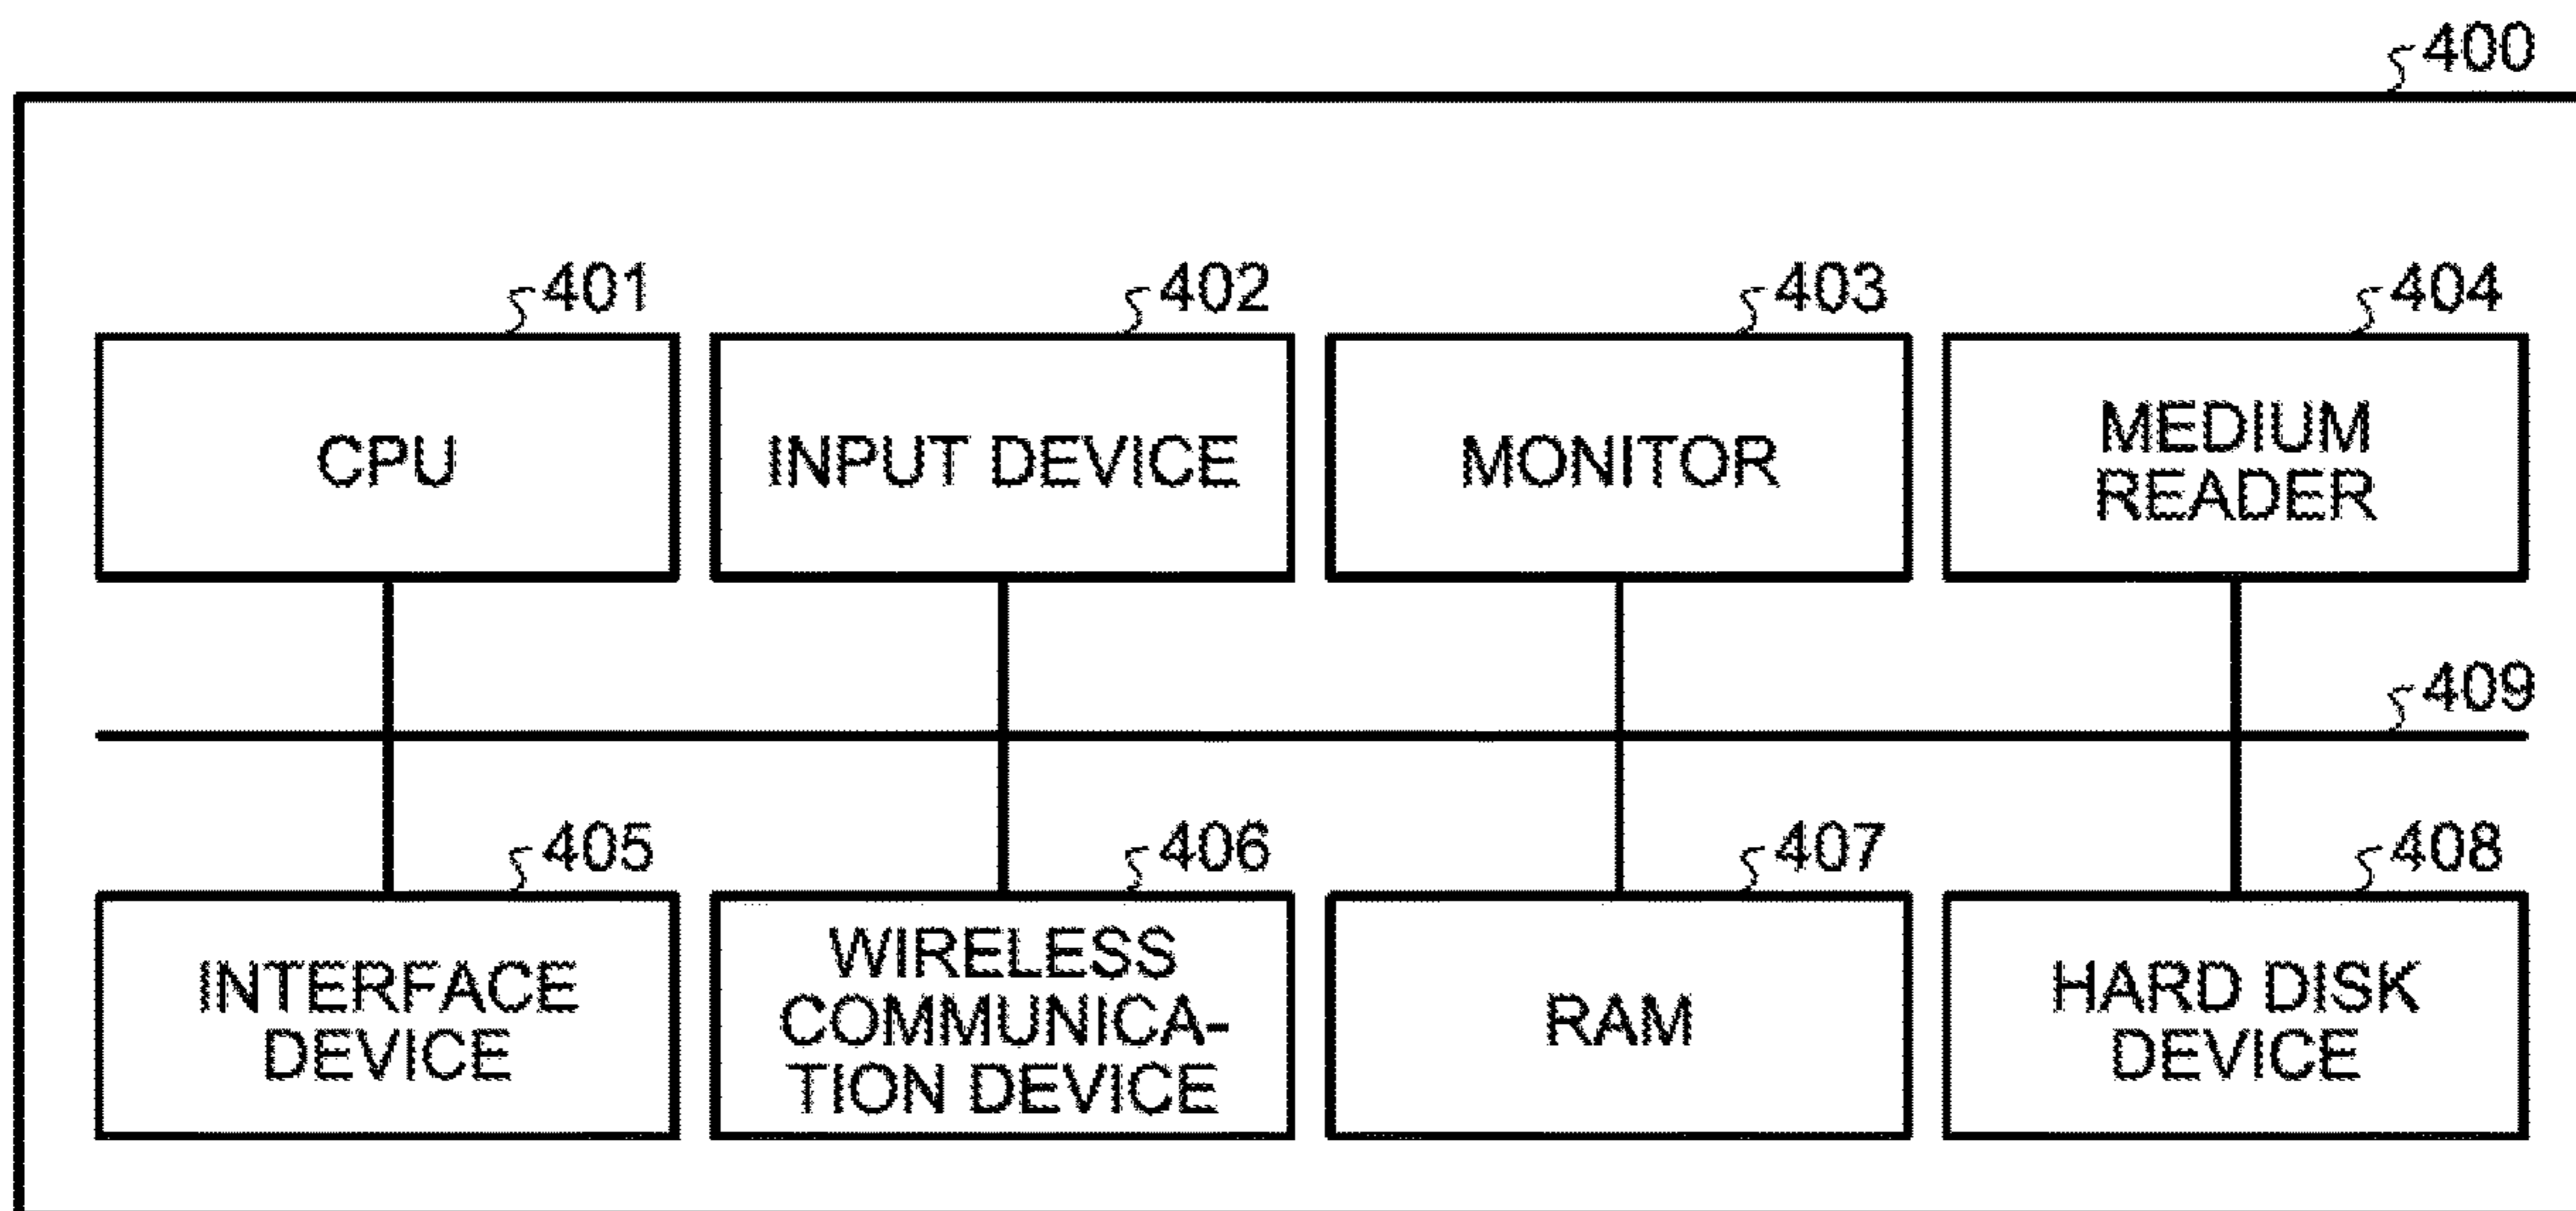 400
401
402
403
404
CPU
INPUT DEVICE
MONITOR
MEDIUM
READER
409
405
406
407
408
INTERFACE
DEVICE
WIRELESS
COMMUNICA-
TION DEVICE
RAM
HARD DISK
DEVICE